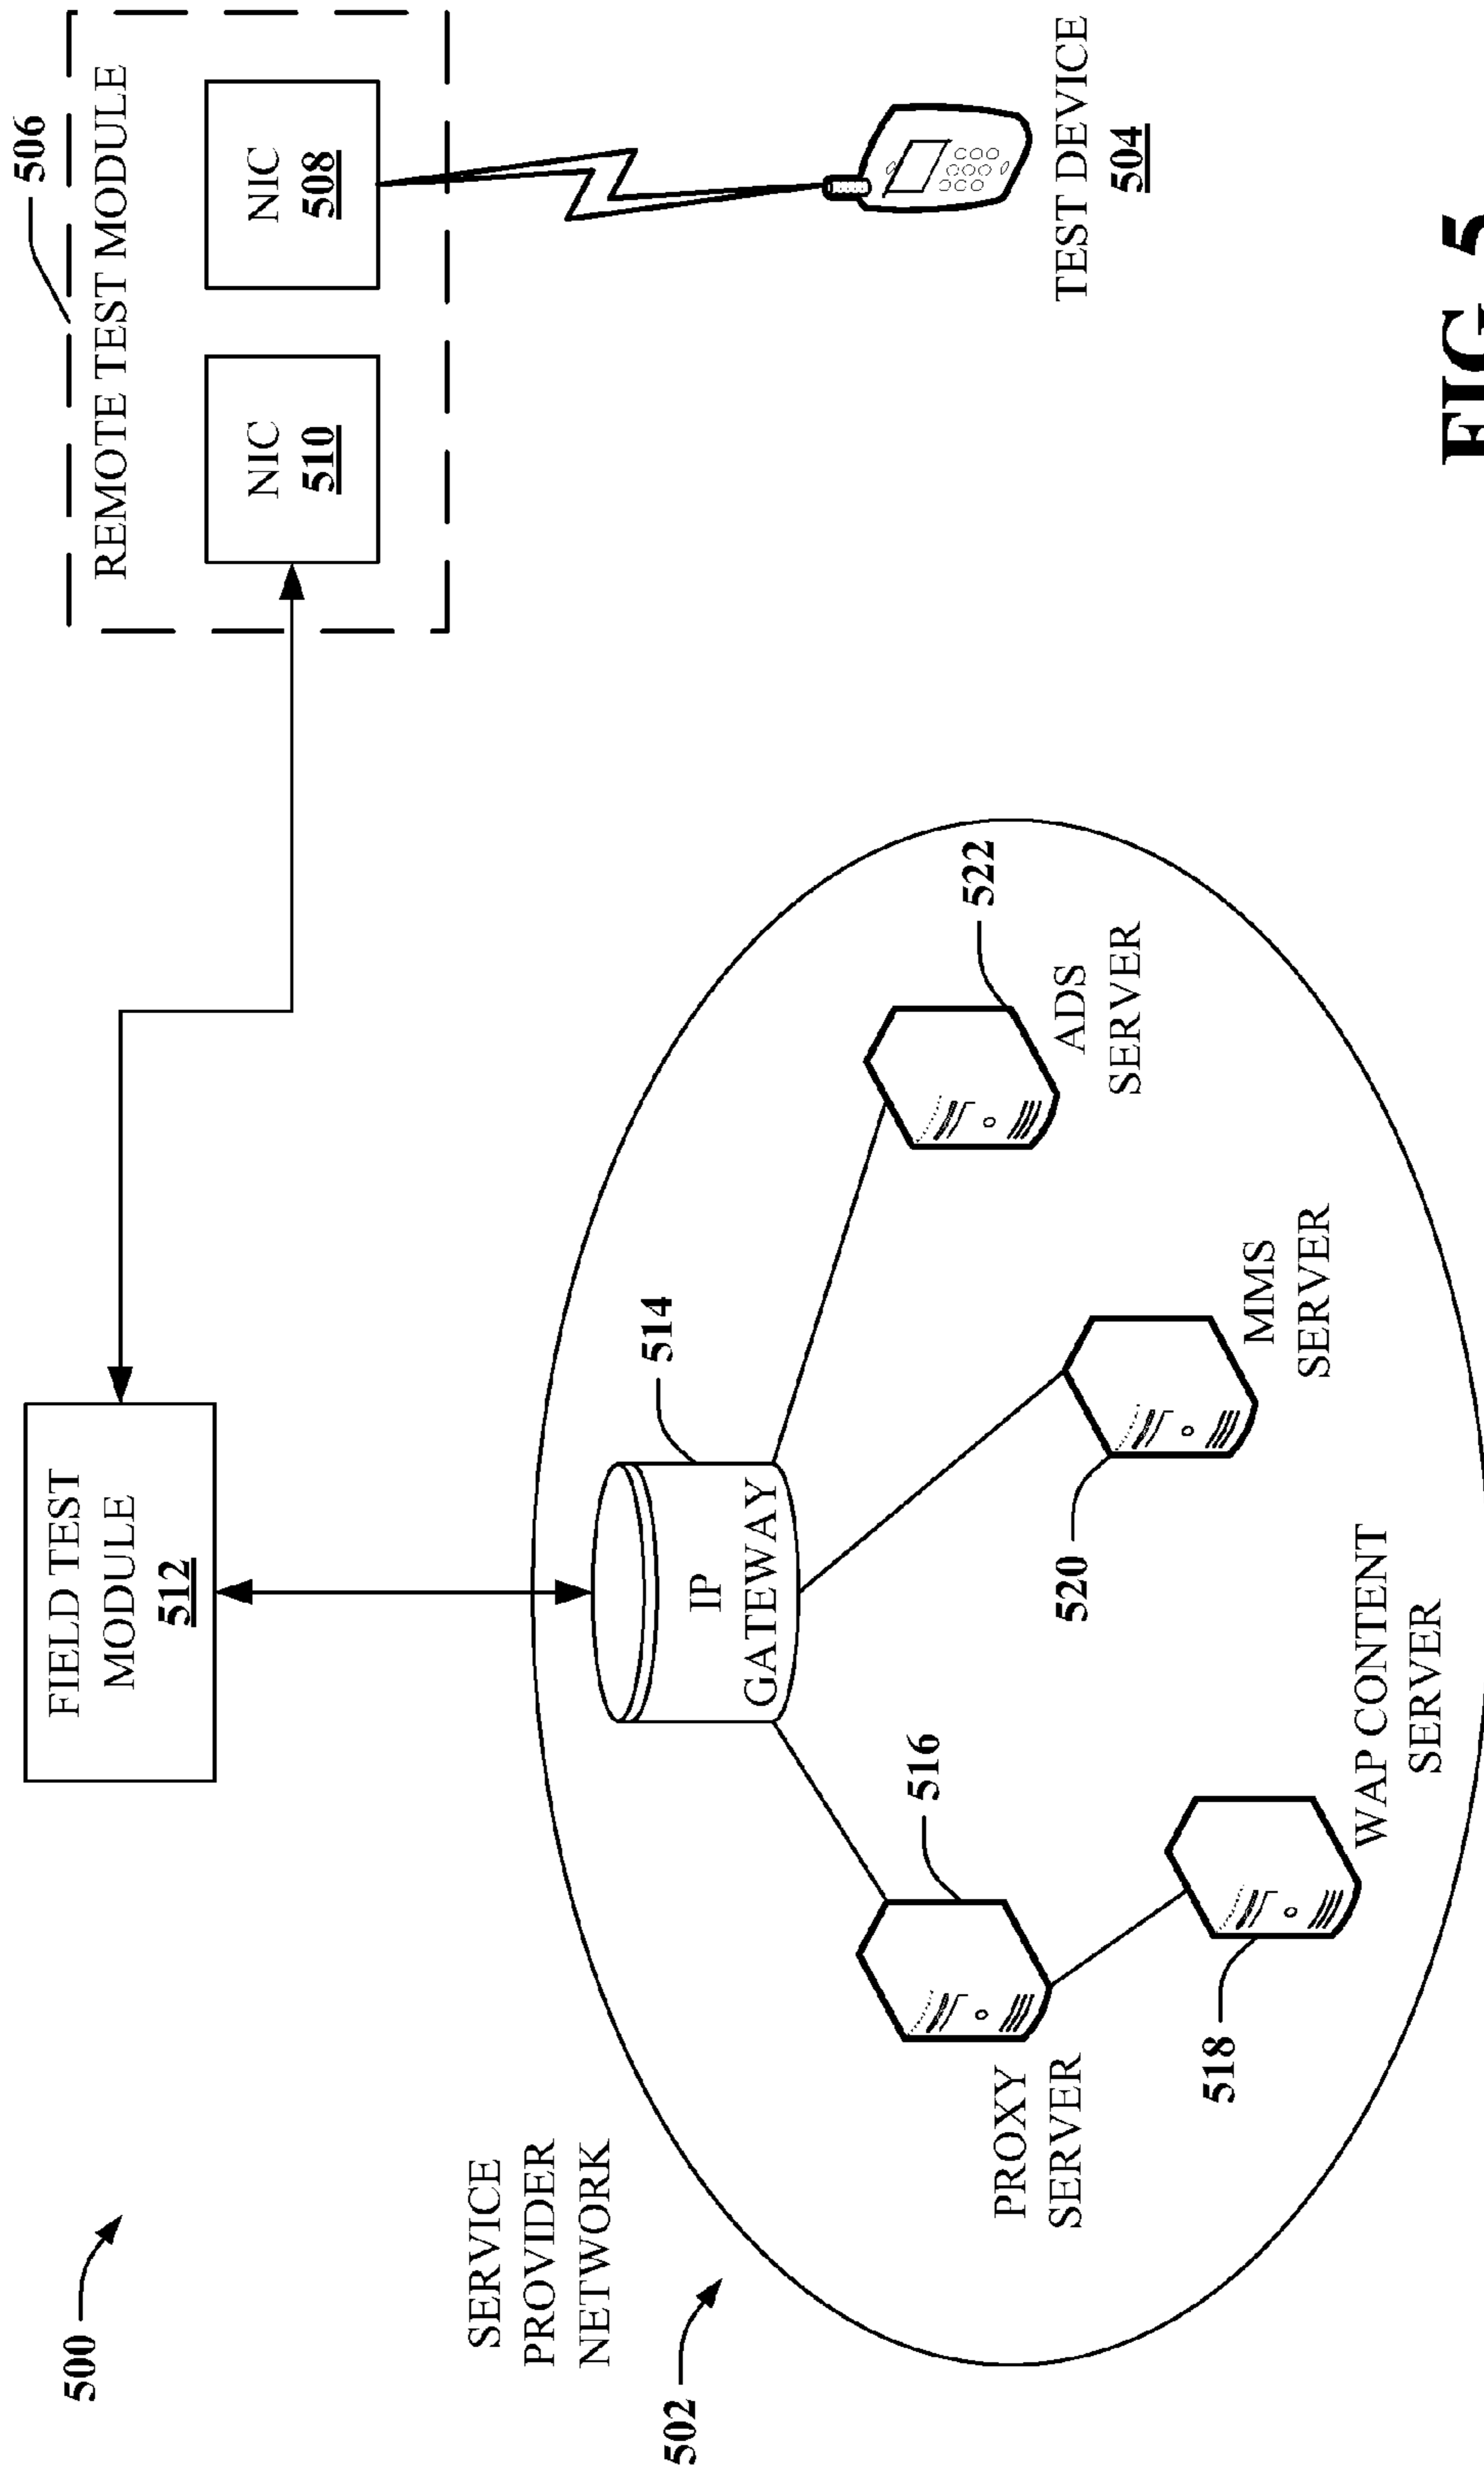 500
FIELD TEST
MODULE
512
506
REMOTE TEST MODULE
NIC
510
NIC
508
SERVICE
PROVIDER
NETWORK
502
IP
GATEWAY
514
516
PROXY
SERVER
522
ADS
SERVER
520
MMS
SERVER
518
WAP CONTENT
SERVER
TEST DEVICE
504
FIG 5